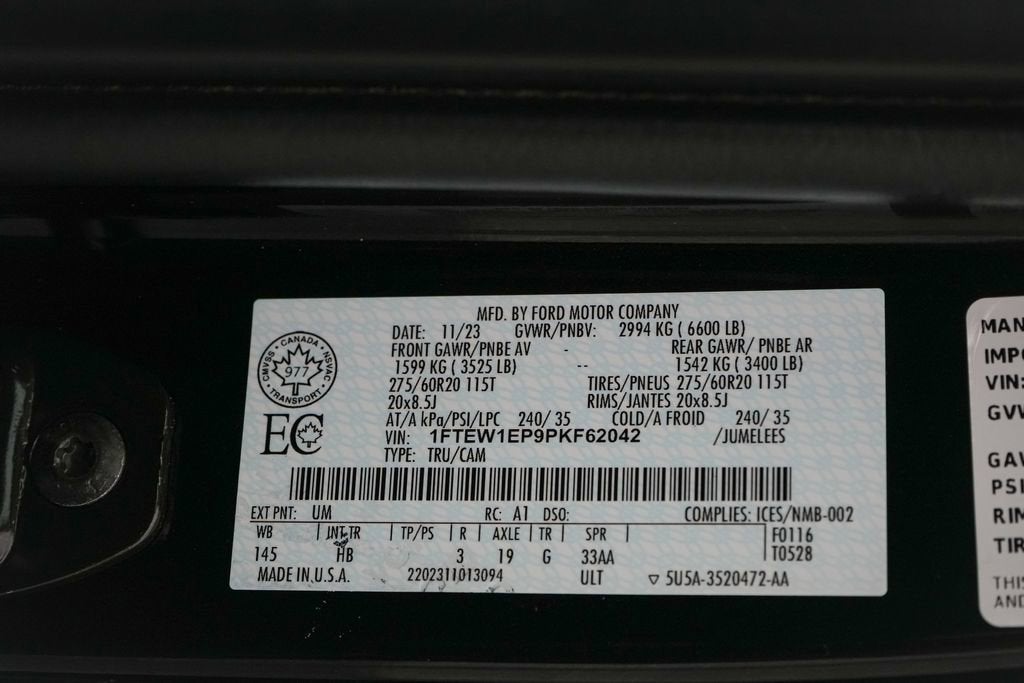 MFD. BY FORD MOTOR COMPANY
DATE: 11/23 GVWR/PNBV: 2994 KG ( 6600 LB)
FRONT GAWR/PNBE AV - REAR GAWR/ PNBE AR
1599 KG ( 3525 LB) -- 1542 KG ( 3400 LB)
275/60R20 115T TIRES/PNEUS 275/60R20 115T
20x8.5J RIMS/JANTES 20x8.5J
AT/A kPa/PSI/LPC 240/ 35 COLD/A FROID 240/ 35
VIN: 1FTEW1EP9PKF62042 /JUMELEES
TYPE: TRU/CAM
CANADA
CMVSS NSVAC
977
TRANSPORT
EC
EXT PNT: UM RC: A1 DSO: COMPLIES: ICES/NMB-002
WB INT TR TP/PS R AXLE TR SPR F0116
145 HB 3 19 G 33AA T0528
MADE IN U.S.A. 2202311013094 ULT 5U5A-3520472-AA
MAN
IMPO
VIN:
GVW
GAW
PSI
RIM
TIR
THIS
AND